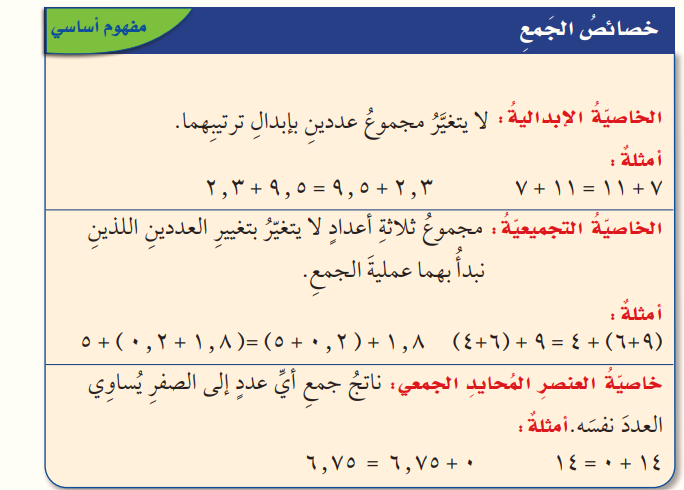 خصائصُ الجَمعِ
مفهوم أساسي
الخاصيّةُ الإبداليةُ: لا يتغيَّرُ مجموعُ عددينِ بإبدالِ ترتيبِهما.
أمثلةٌ:
٧ + ١١ = ١١ + ٧ ٢,٣ + ٩,٥ = ٩,٥ + ٢,٣
الخاصيّةُ التجميعيّةُ: مجموعُ ثلاثةِ أعدادٍ لا يتغيّرُ بتغييرِ العددينِ اللذينِ
نبدأُ بهما عمليةَ الجمعِ.
أمثلةٌ:
(٩+٦) + ٤ = ٩ + (٦+٤) ١,٨ + (٠,٢ + ٥)=(١,٨ + ٠,٢) + ٥
خاصيّةُ العنصرِ المُحايدِ الجمعي: ناتجُ جمعِ أيِّ عددٍ إلى الصفرِ يُساوِي
العددَ نفسَه. أمثلةٌ:
١٤ + ٠ = ١٤ ٠ + ٦,٧٥ = ٦,٧٥